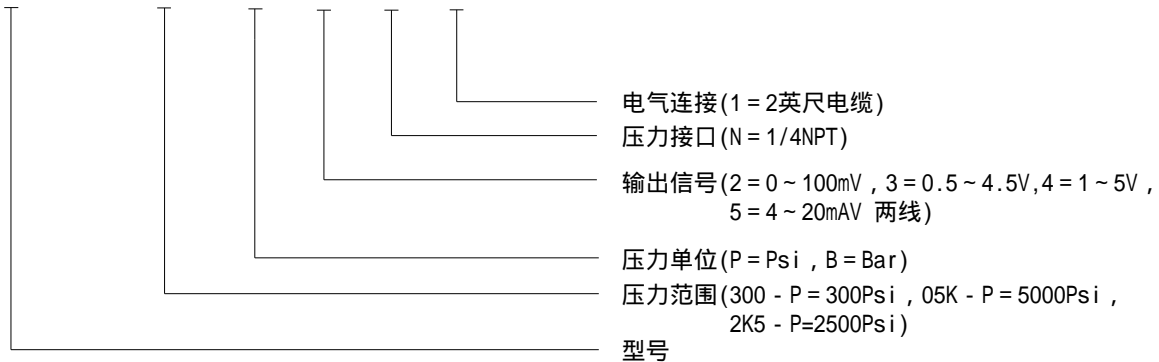 电气连接(1=2英尺电缆)
压力接口(N=1/4NPT)
输出信号(2=0~100mV,3=0.5~4.5V,4=1~5V,
5=4~20mAV 两线)
压力单位(P=Psi,B=Bar)
压力范围(300-P=300Psi,05K-P=5000Psi,
2K5-P=2500Psi)
型号